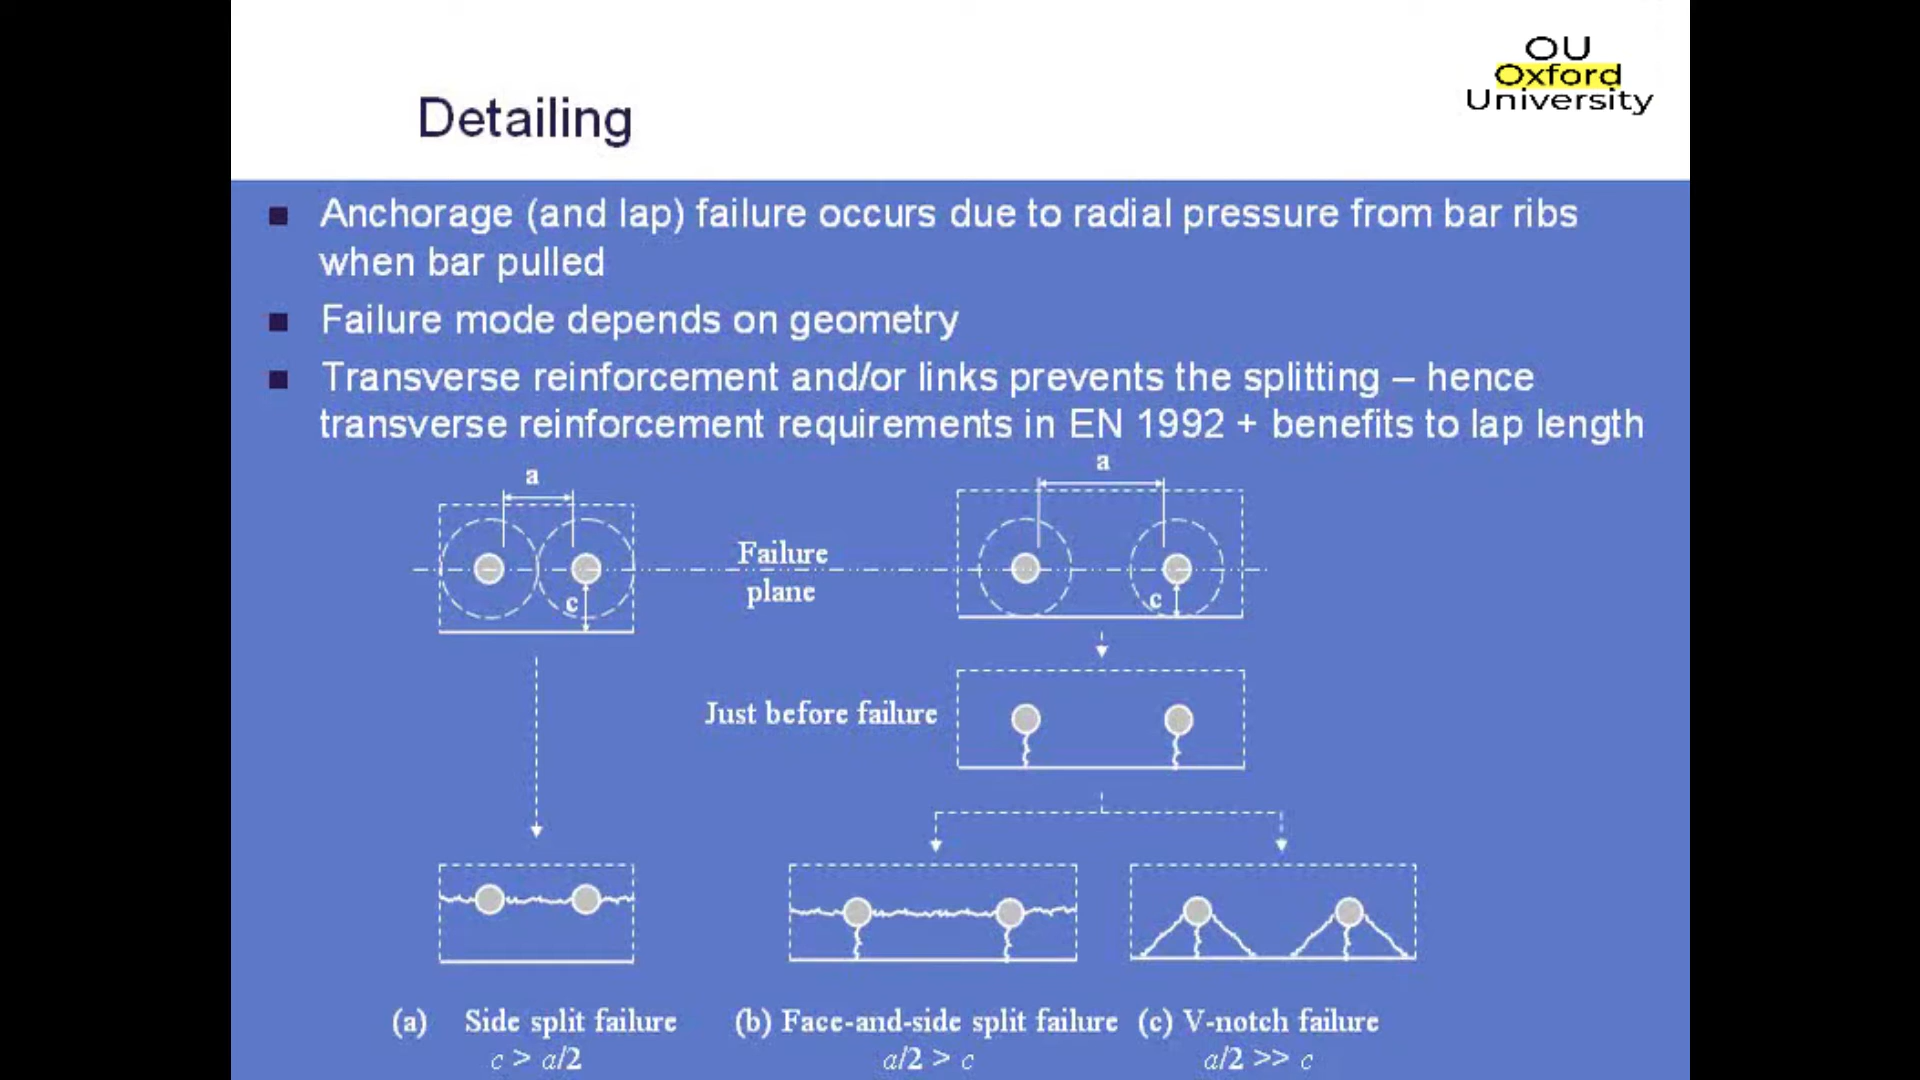 OU
Oxford
University
Detailing
Anchorage (and lap) failure occurs due to radial pressure from bar ribs
when bar pulled
Failure mode depends on geometry
Transverse reinforcement and/or links prevents the splitting – hence
transverse reinforcement requirements in EN 1992 + benefits to lap length
a
a
Failure
plane
c
c
Just before failure
(a) Side split failure
c > a/2
(b) Face-and-side split failure
a/2 > c
(c) V-notch failure
a/2 >> c